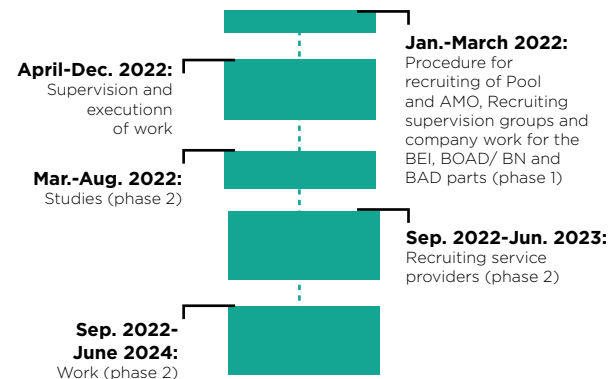 Jan.-March 2022:
Procedure for
recruiting of Pool
and AMO, Recruiting
supervision groups and
company work for the
BEI, BOAD/ BN and
BAD parts (phase 1)
April-Dec. 2022:
Supervision and
executionn
of work
Mar.-Aug. 2022:
Studies (phase 2)
Sep. 2022-Jun. 2023:
Recruiting service
providers (phase 2)
Sep. 2022-
June 2024:
Work (phase 2)